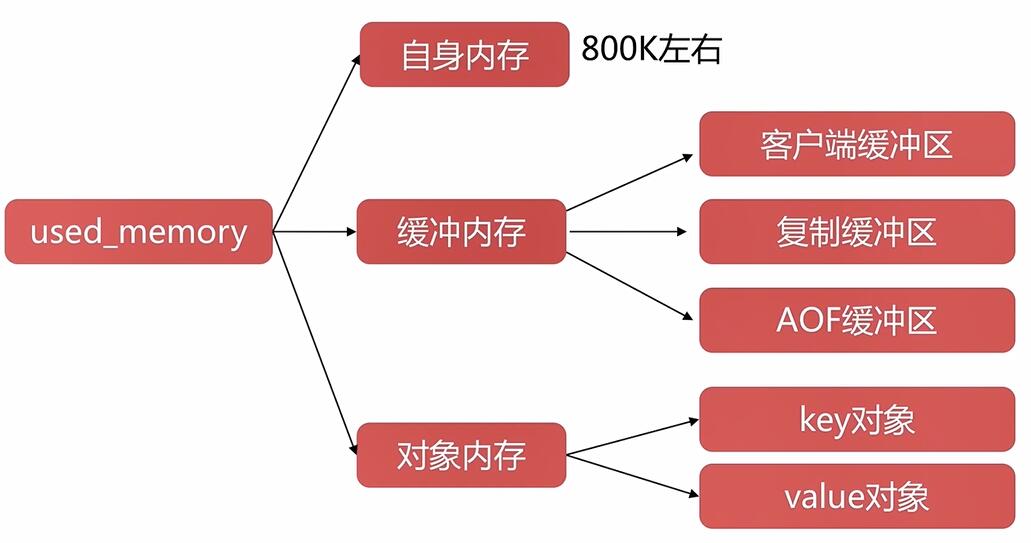 自身内存
800K左右
客户端缓冲区
used_memory
缓冲内存
复制缓冲区
AOF缓冲区
对象内存
key对象
value对象